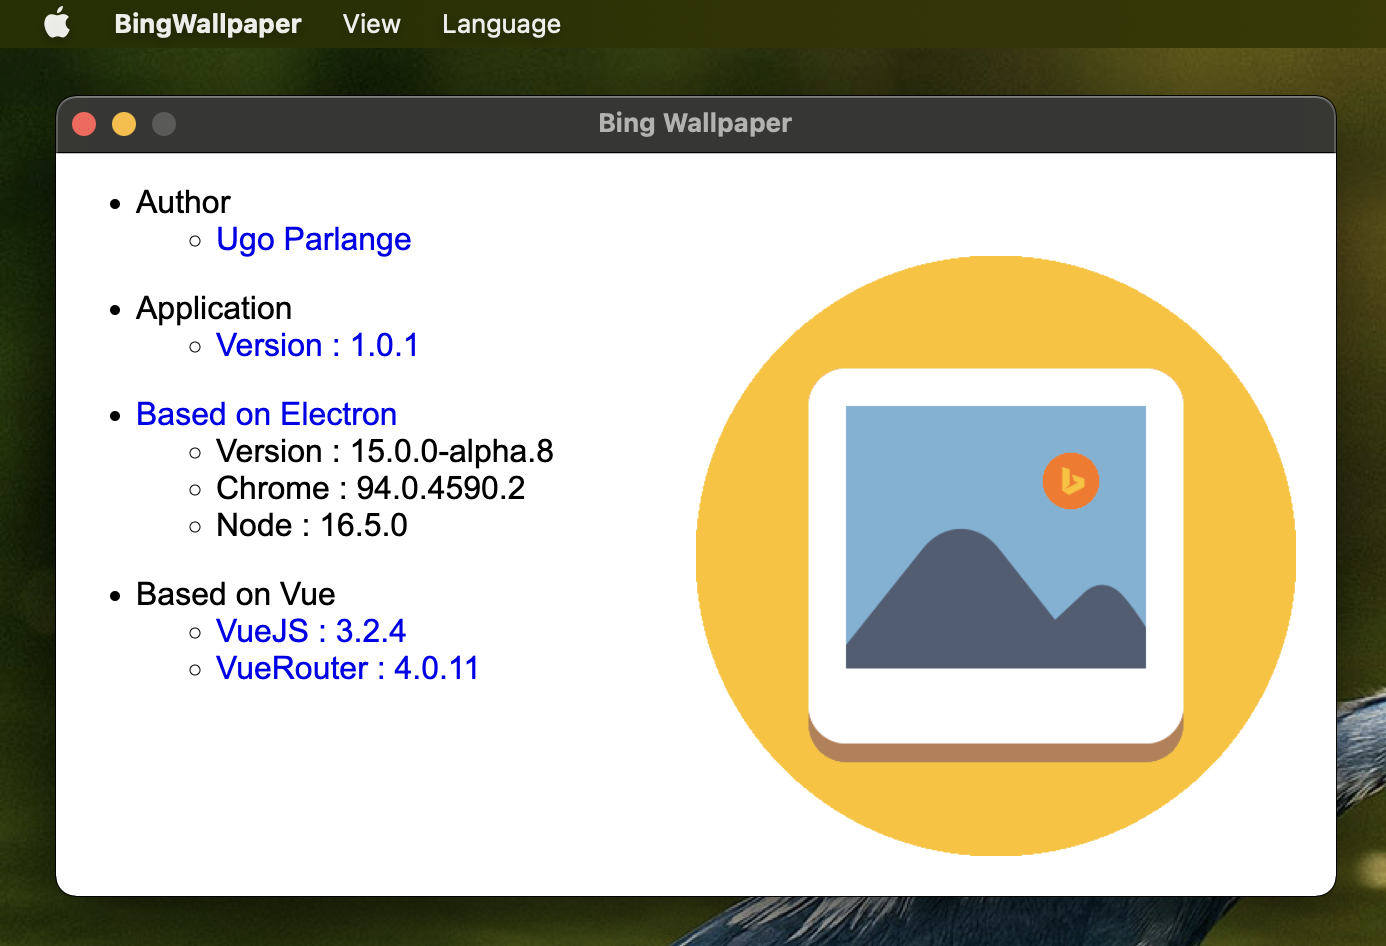 BingWallpaper View Language
Bing Wallpaper
Author
Ugo Parlange
Application
Version : 1.0.1
Based on Electron
Version : 15.0.0-alpha.8
Chrome : 94.0.4590.2
Node : 16.5.0
Based on Vue
VueJS : 3.2.4
VueRouter : 4.0.11